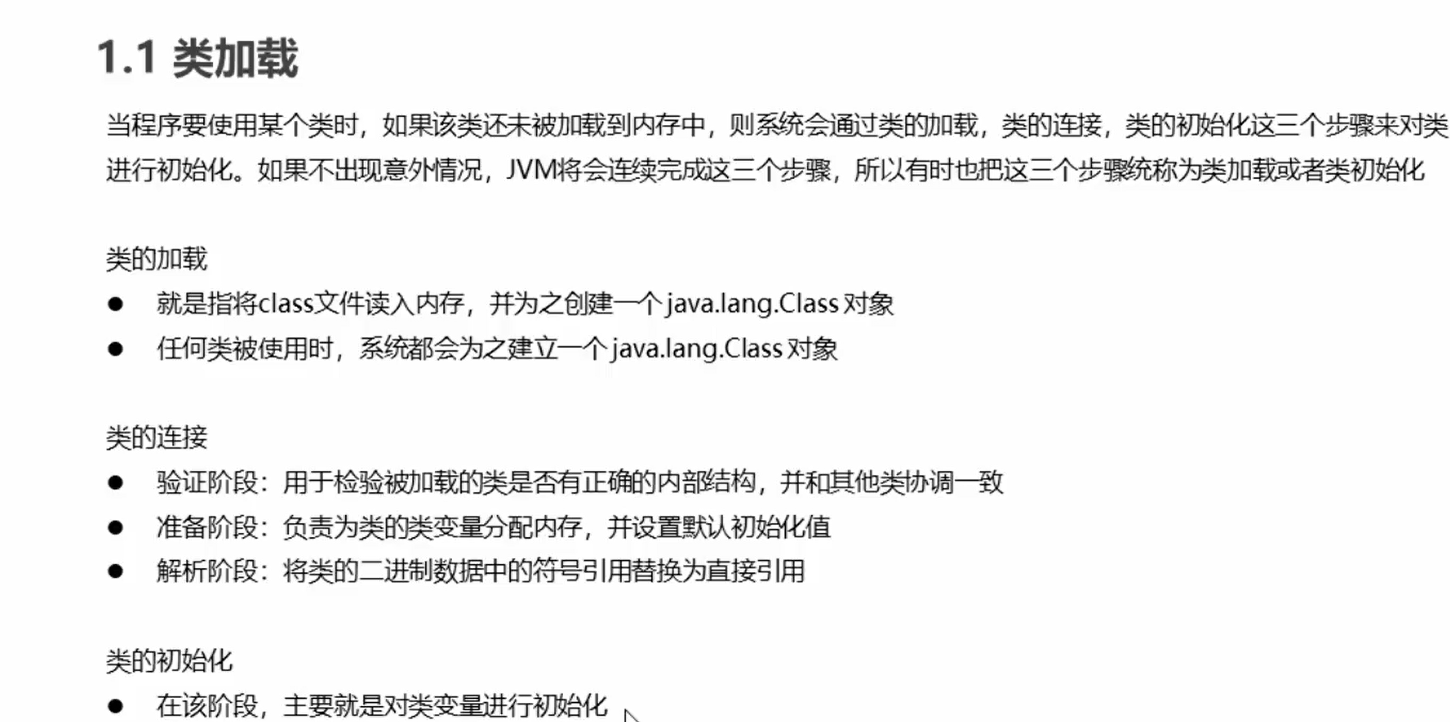 1.1 类加载
当程序要使用某个类时，如果该类还未被加载到内存中，则系统会通过类的加载，类的连接，类的初始化这三个步骤来对类
进行初始化。如果不出现意外情况，JVM将会连续完成这三个步骤，所以有时也把这三个步骤统称为类加载或者类初始化
类的加载
● 就是指将class文件读入内存，并为之创建一个 java.lang.Class 对象
● 任何类被使用时，系统都会为之建立一个 java.lang.Class 对象
类的连接
● 验证阶段：用于检验被加载的类是否有正确的内部结构，并和其他类协调一致
● 准备阶段：负责为类的类变量分配内存，并设置默认初始化值
● 解析阶段：将类的二进制数据中的符号引用替换为直接引用
类的初始化
● 在该阶段，主要就是对类变量进行初始化